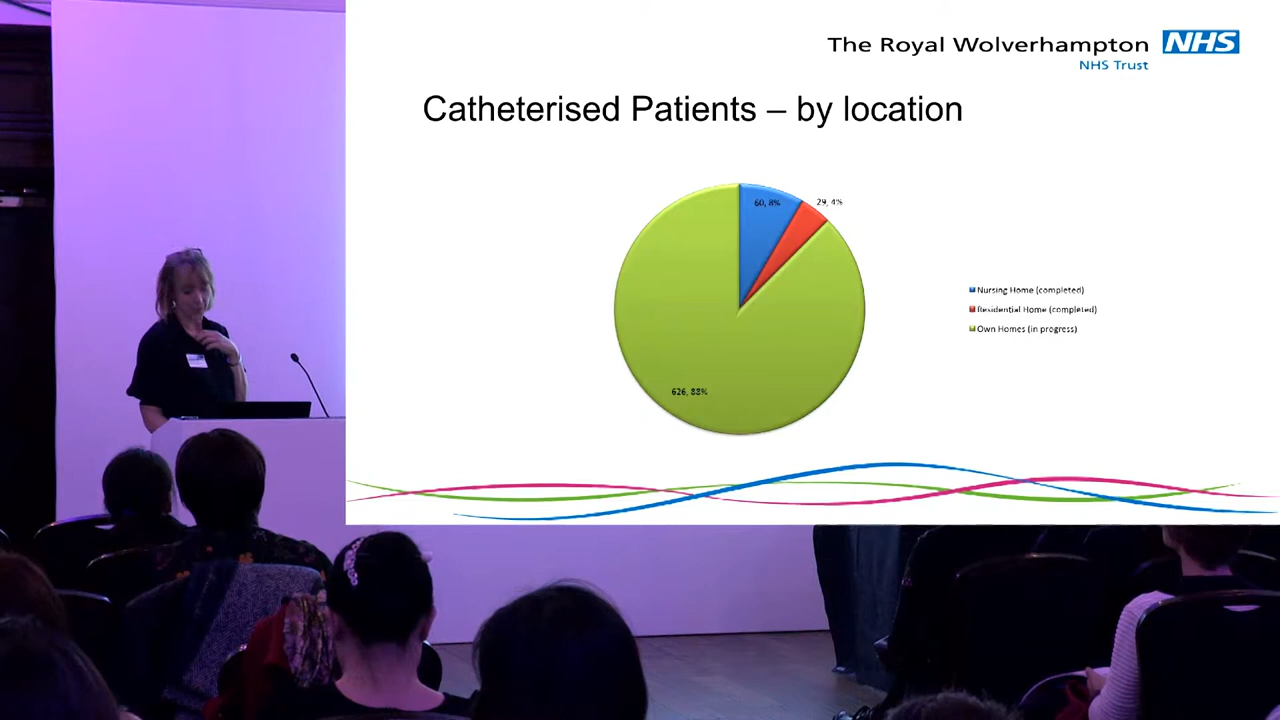 The Royal Wolverhampton NHS
NHS Trust
Catheterised Patients – by location
60, 8%
29, 4%
Nursing Home (completed)
Residential Home (completed)
Own Homes (in progress)
626, 88%